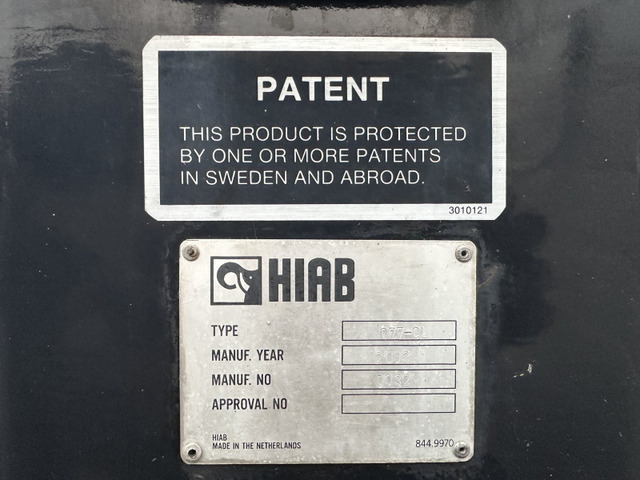 PATENT
THIS PRODUCT IS PROTECTED
BY ONE OR MORE PATENTS
IN SWEDEN AND ABROAD.
3010121
HIAB
TYPE
MANUF. YEAR
MANUF. NO
APPROVAL NO
HIAB
MADE IN THE NETHERLANDS
844.9970